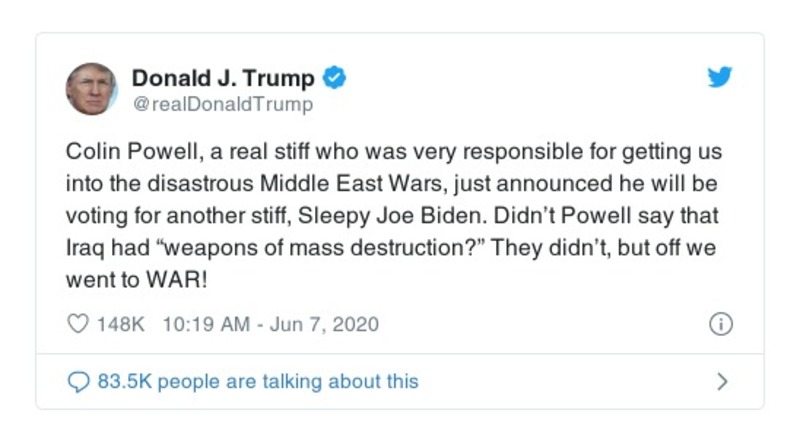 Donald J. Trump
@realDonaldTrump
Colin Powell, a real stiff who was very responsible for getting us
into the disastrous Middle East Wars, just announced he will be
voting for another stiff, Sleepy Joe Biden. Didn’t Powell say that
Iraq had “weapons of mass destruction?” They didn’t, but off we
went to WAR!
148K 10:19 AM - Jun 7, 2020
83.5K people are talking about this